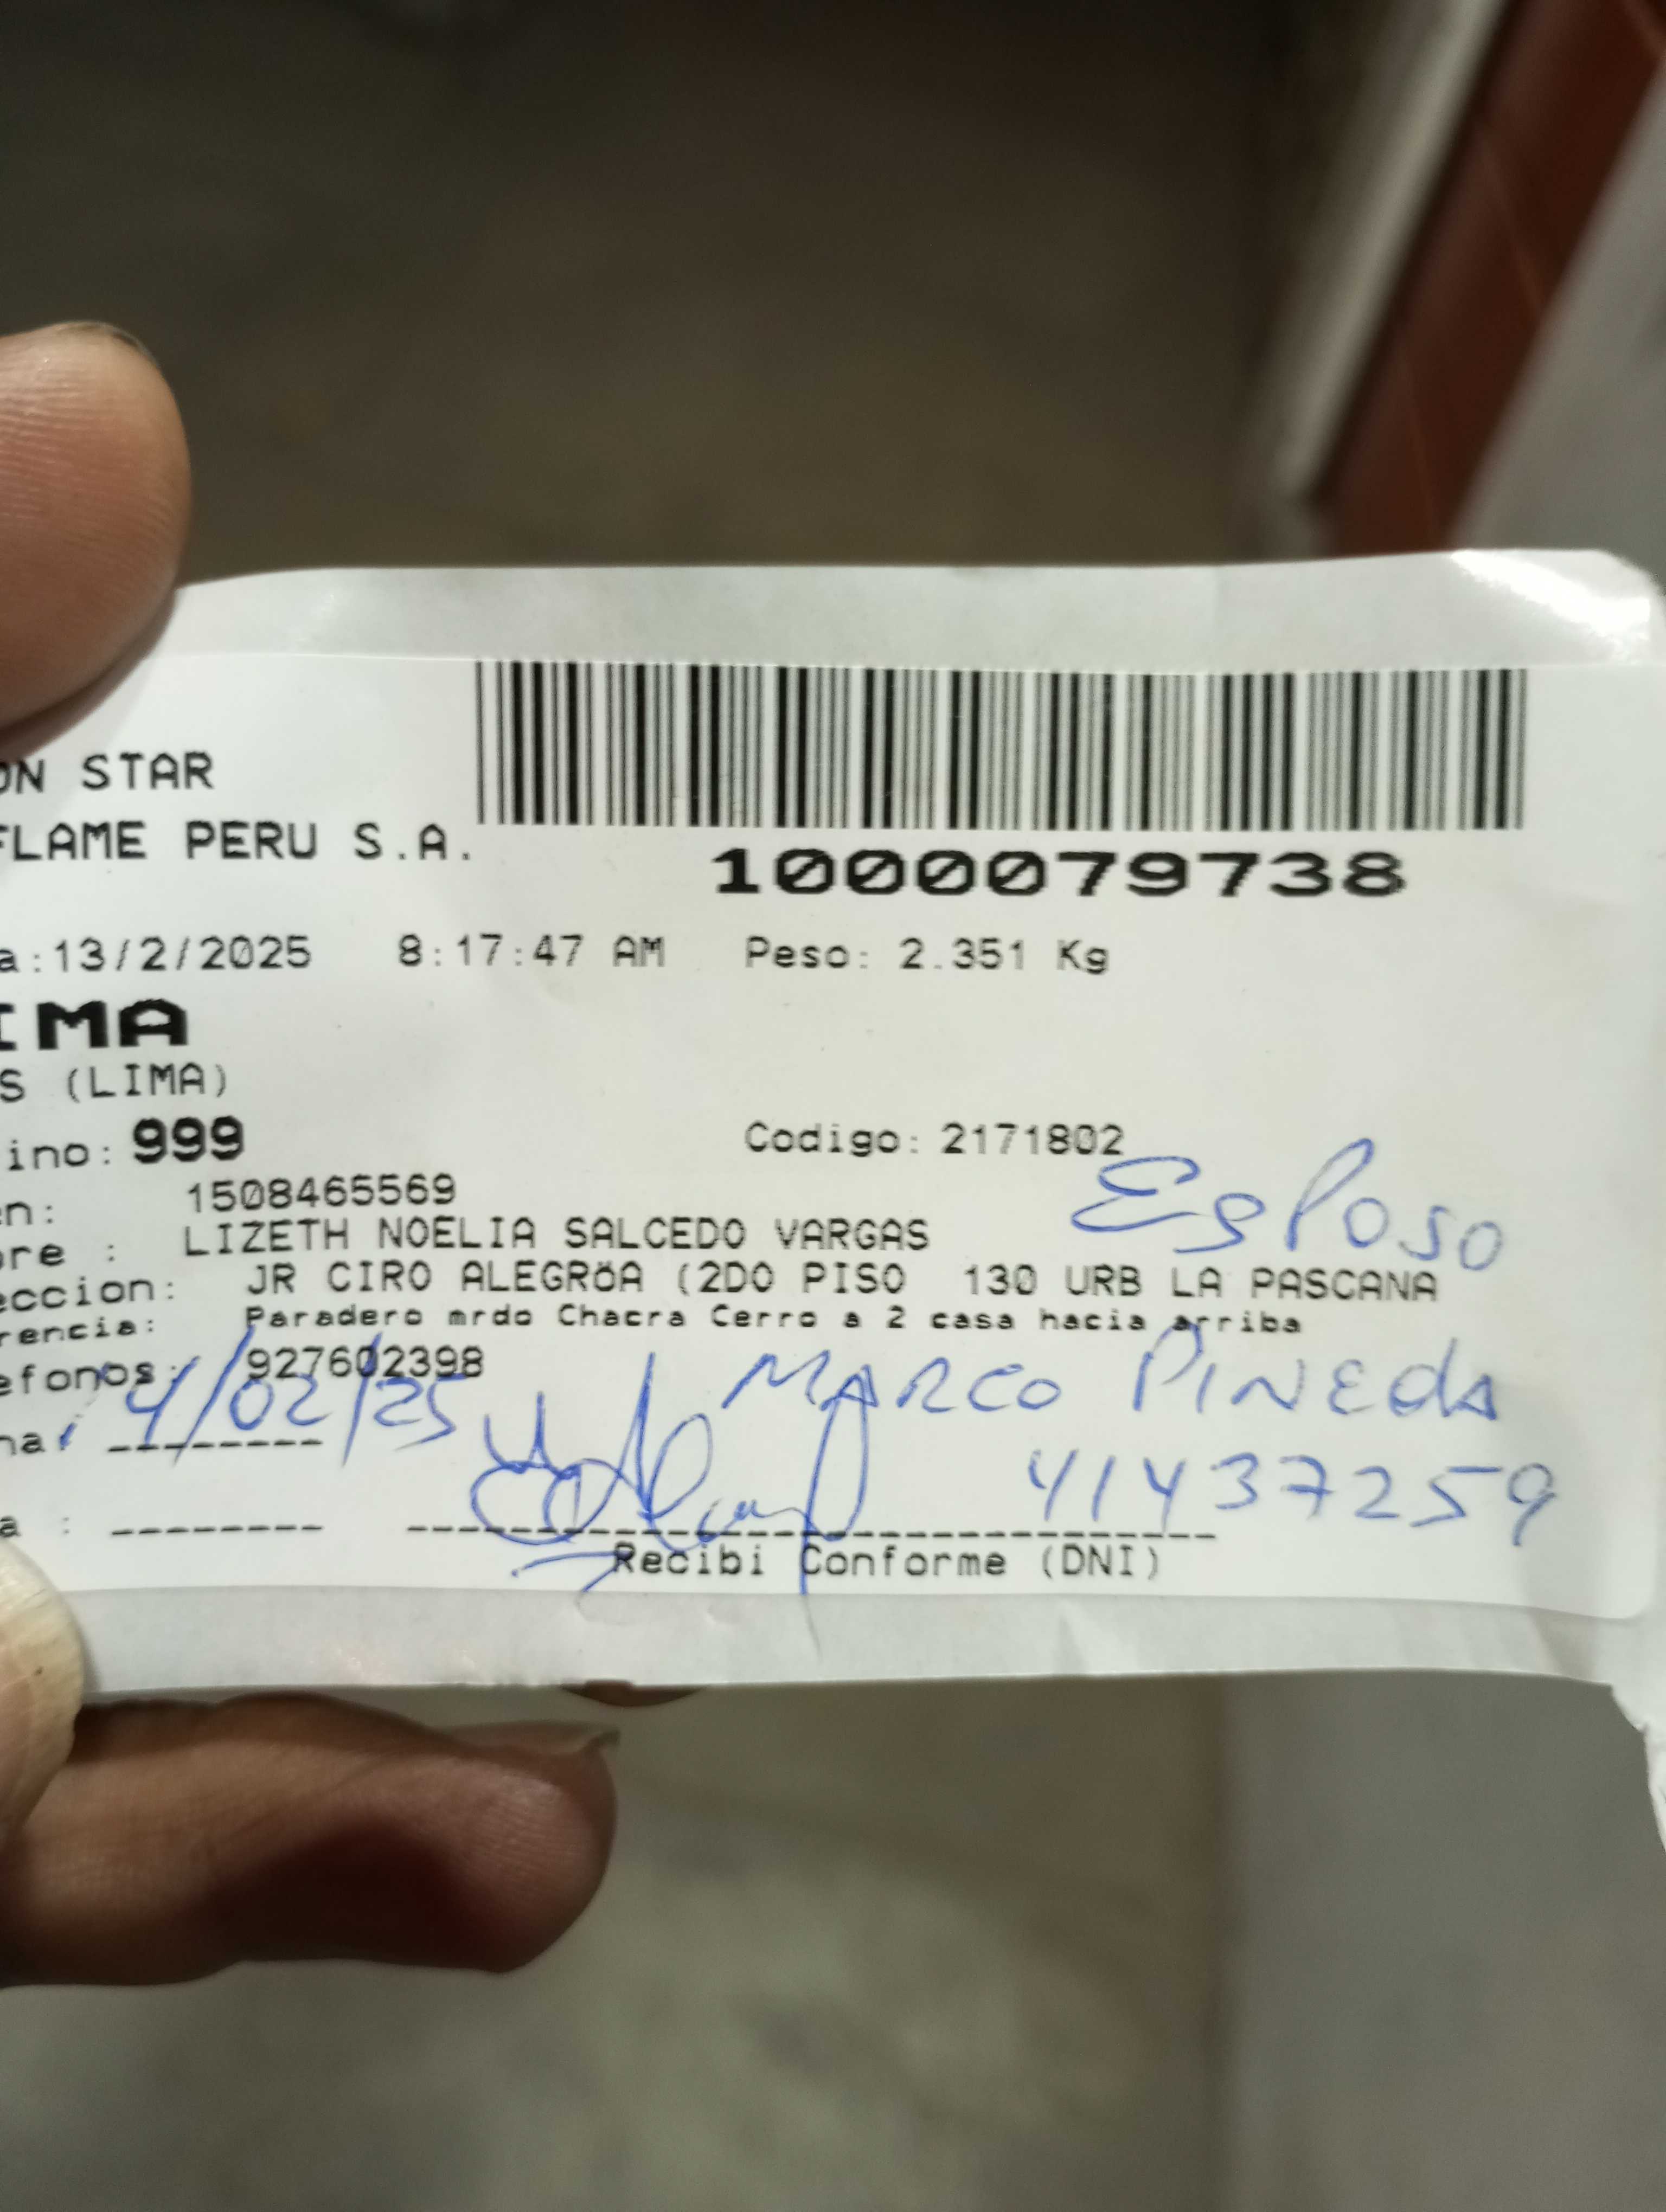 ON STAR
FLAME PERU S.A.
1000079738
a:13/2/2025 8:17:47 AM Peso: 2.351 Kg
IMA
S (LIMA)
ino: 999 Codigo: 2171802
en: 1508465569
Esposo
bre : LIZETH NOELIA SALCEDO VARGAS
eccion: JR CIRO ALEGRöA (2DO PISO 130 URB LA PASCANA
rencia: Paradero mrdo Chacra Cerro a 2 casa hacia arriba
efonos: 927602398
MARCO PINEDA
ha: 14/02/25
41437259
a : -------- ------------------------------
Recibi Conforme (DNI)